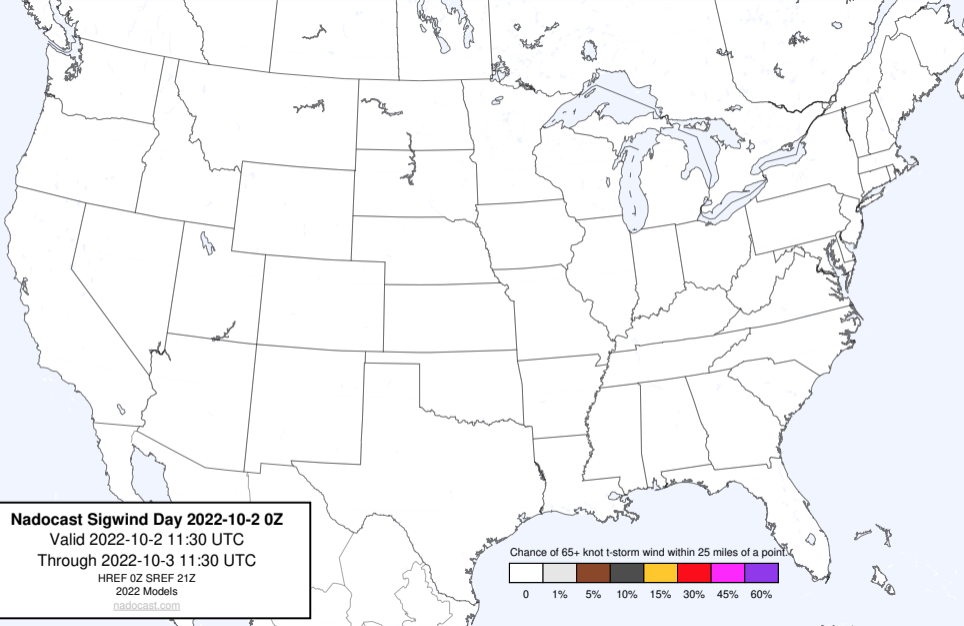 Nadocast Sigwind Day 2022-10-2 0Z
Valid 2022-10-2 11:30 UTC
Through 2022-10-3 11:30 UTC
HREF 0Z SREF 21Z
2022 Models
nadocast.com
Chance of 65+ knot t-storm wind within 25 miles of a point.
0 1% 5% 10% 15% 30% 45% 60%